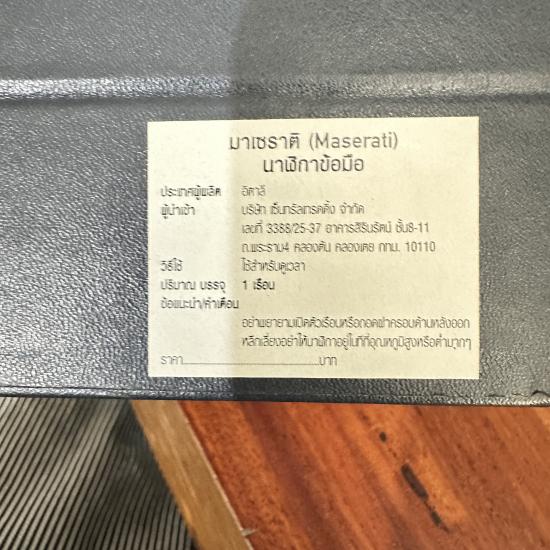 มาเซราติ (Maserati)
นาฬิกาข้อมือ
ประเทศผู้ผลิต อิตาลี
ผู้นำเข้า บริษัท เซ็นทรัลเทรดดิ้ง จำกัด
เลขที่ 3388/25-37 อาคารสิรินรัตน์ ชั้น8-11
ถ.พระราม4 คลองตัน คลองเตย กทม. 10110
วิธีใช้ ใช้สำหรับดูเวลา
ปริมาณ บรรจุ 1 เรือน
ข้อแนะนำ/คำเตือน
อย่าพยายามเปิดตัวเรือนหรือถอดฝาครอบด้านหลังออก
หลีกเลี่ยงอย่าให้นาฬิกาอยู่ในที่ที่อุณหภูมิสูงหรือต่ำมากๆ
ราคา........................................บาท